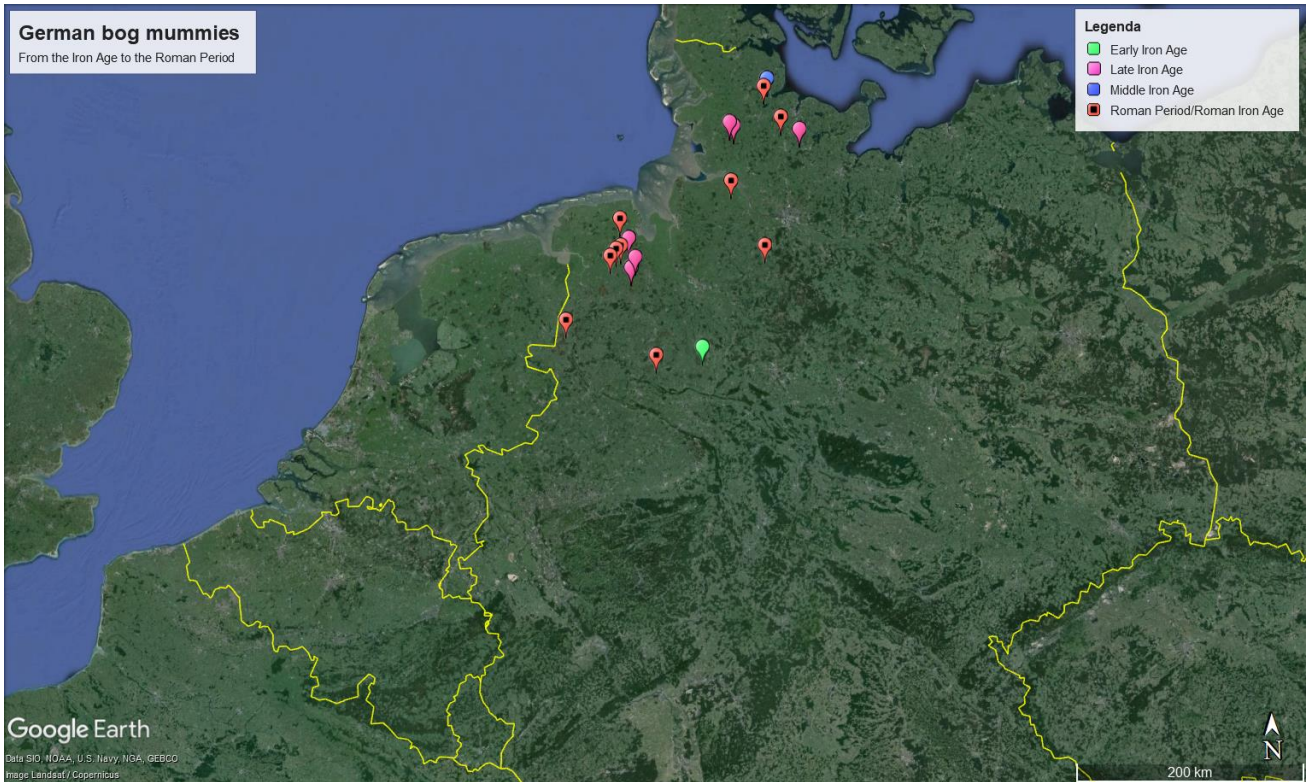 German bog mummies
From the Iron Age to the Roman Period
Legenda
Early Iron Age
Late Iron Age
Middle Iron Age
Roman Period/Roman Iron Age
Google Earth
Data SIO, NOAA, U.S. Navy, NGA, GEBCO
Image Landsat / Copernicus
N
200 km